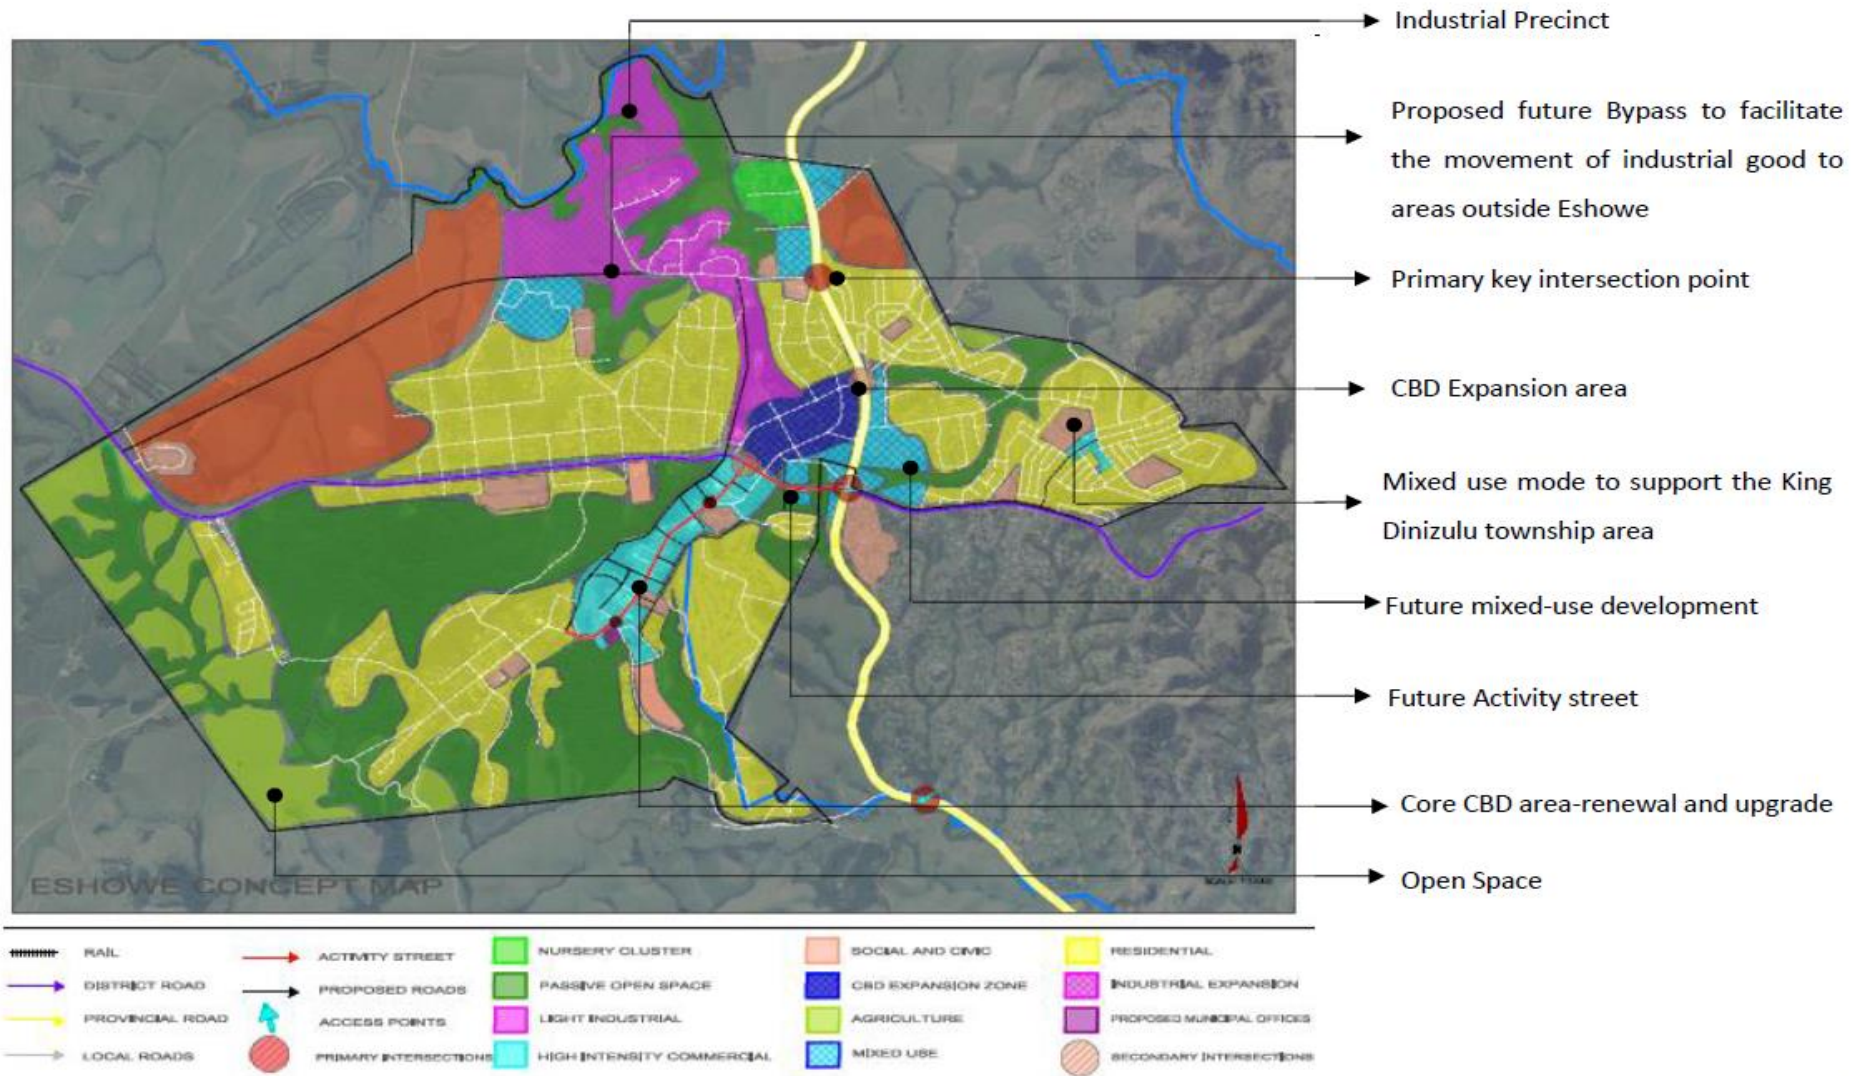 Industrial Precinct
Proposed future Bypass to facilitate
the movement of industrial good to
areas outside Eshowe
Primary key intersection point
CBD Expansion area
Mixed use mode to support the King
Dinizulu township area
Future mixed-use development
Future Activity street
Core CBD area-renewal and upgrade
Open Space
ESHOWE CONCEPT MAP
N
RAIL
DISTRICT ROAD
PROVINCIAL ROAD
LOCAL ROADS
ACTIVITY STREET
PROPOSED ROADS
ACCESS POINTS
PRIMARY INTERSECTIONS
NURSERY CLUSTER
PASSIVE OPEN SPACE
LIGHT INDUSTRIAL
HIGH INTENSITY COMMERCIAL
SOCIAL AND CIVIC
CBD EXPANSION ZONE
AGRICULTURE
MIXED USE
RESIDENTIAL
INDUSTRIAL EXPANSION
PROPOSED MUNICIPAL OFFICES
SECONDARY INTERSECTIONS